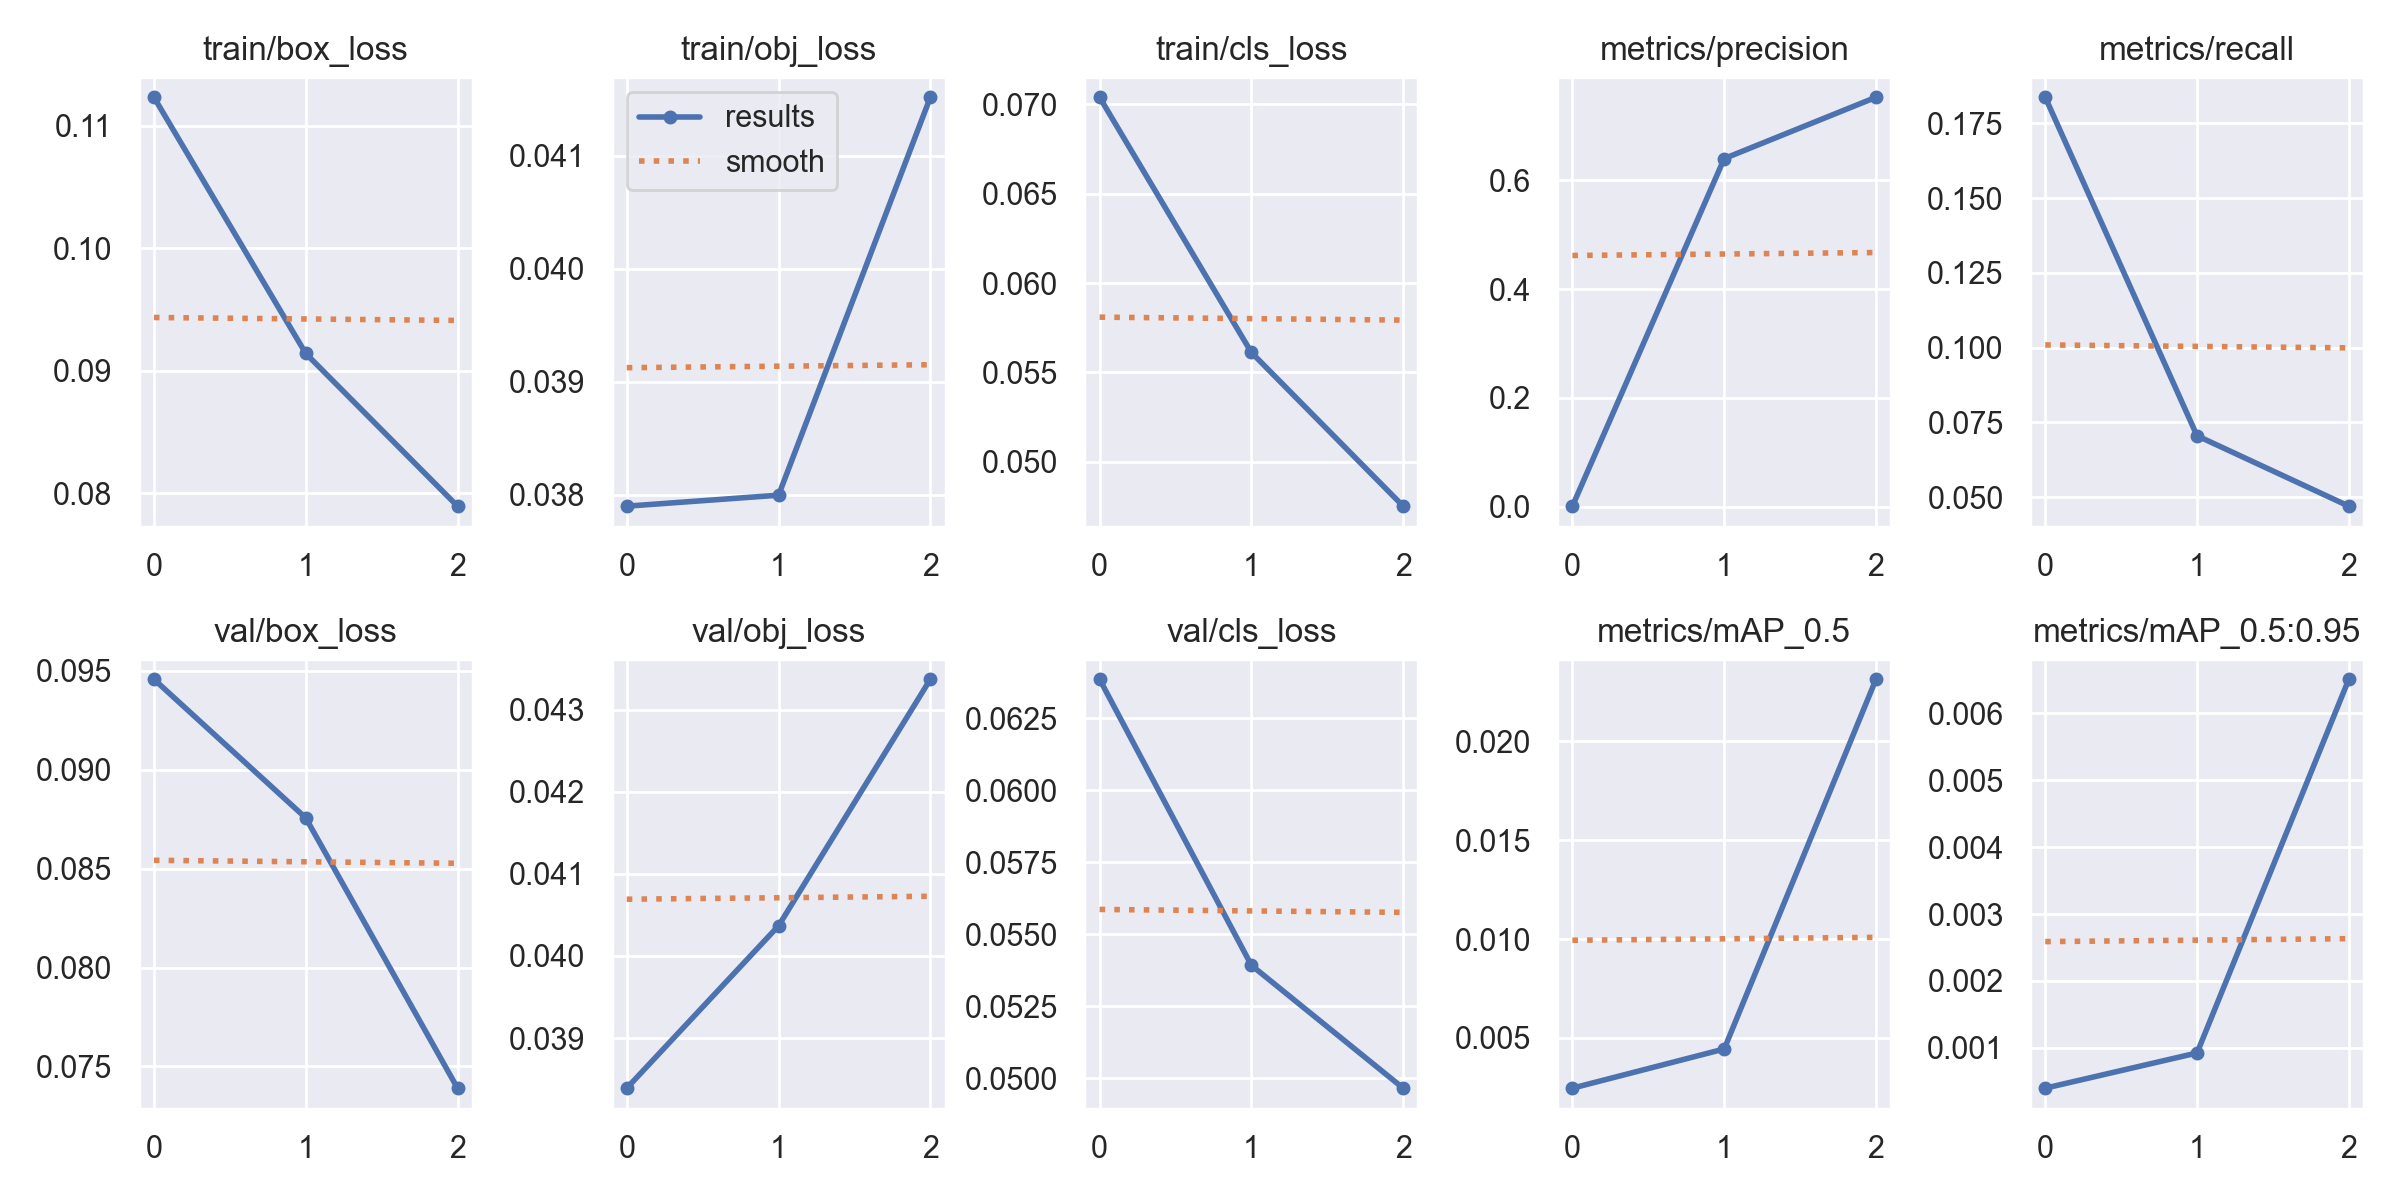 train/box_loss
0.11
0.10
0.09
0.08
0 1 2
train/obj_loss
results
smooth
0.041
0.040
0.039
0.038
0 1 2
train/cls_loss
0.070
0.065
0.060
0.055
0.050
0 1 2
metrics/precision
0.6
0.4
0.2
0.0
0 1 2
metrics/recall
0.175
0.150
0.125
0.100
0.075
0.050
0 1 2
val/box_loss
0.095
0.090
0.085
0.080
0.075
0 1 2
val/obj_loss
0.043
0.042
0.041
0.040
0.039
0 1 2
val/cls_loss
0.0625
0.0600
0.0575
0.0550
0.0525
0.0500
0 1 2
metrics/mAP_0.5
0.020
0.015
0.010
0.005
0 1 2
metrics/mAP_0.5:0.95
0.006
0.005
0.004
0.003
0.002
0.001
0 1 2